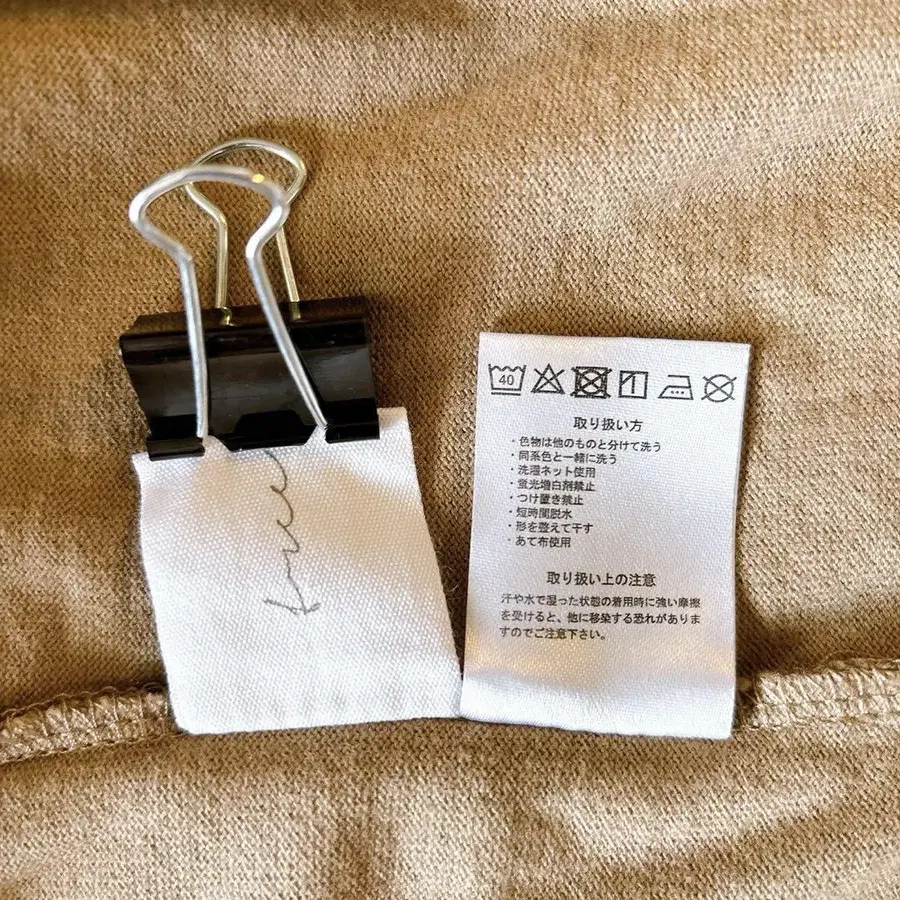 free
40
取り扱い方
・色物は他のものと分けて洗う
・同系色と一緒に洗う
・洗濯ネット使用
・蛍光増白剤禁止
・つけ置き禁止
・短時間脱水
・形を整えて干す
・あて布使用
取り扱い上の注意
汗や水で湿った状態の着用時に強い摩擦
を受けると、他に移染する恐れがありま
すのでご注意下さい。